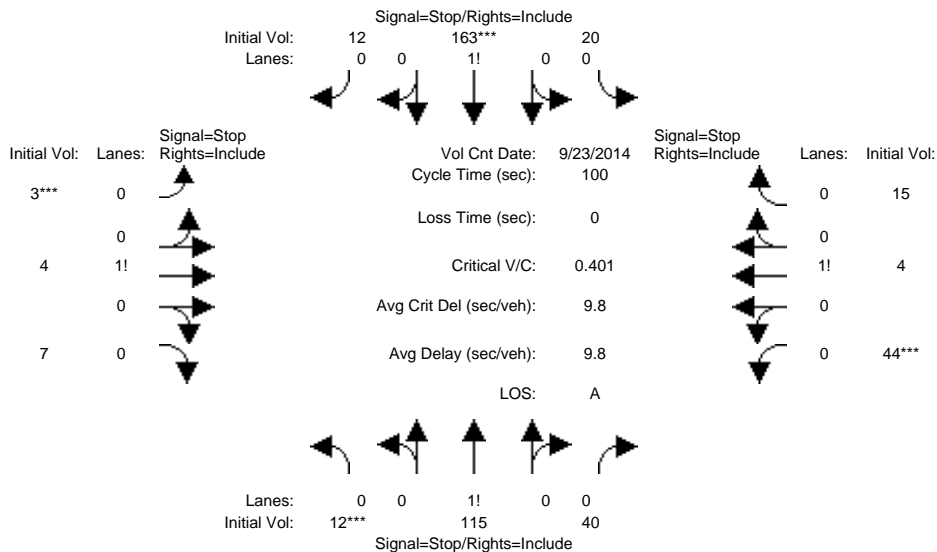 Signal=Stop/Rights=Include
Initial Vol: 12 163*** 20
Lanes: 0 0 1! 0 0
Signal=Stop Signal=Stop
Initial Vol: Lanes: Rights=Include Vol Cnt Date: 9/23/2014 Rights=Include Lanes: Initial Vol:
Cycle Time (sec): 100
3*** 0 0 15
Loss Time (sec): 0
0 0
4 1! Critical V/C: 0.401 1! 4
0 Avg Crit Del (sec/veh): 9.8 0
7 0 Avg Delay (sec/veh): 9.8 0 44***
LOS: A
Lanes: 0 0 1! 0 0
Initial Vol: 12*** 115 40
Signal=Stop/Rights=Include